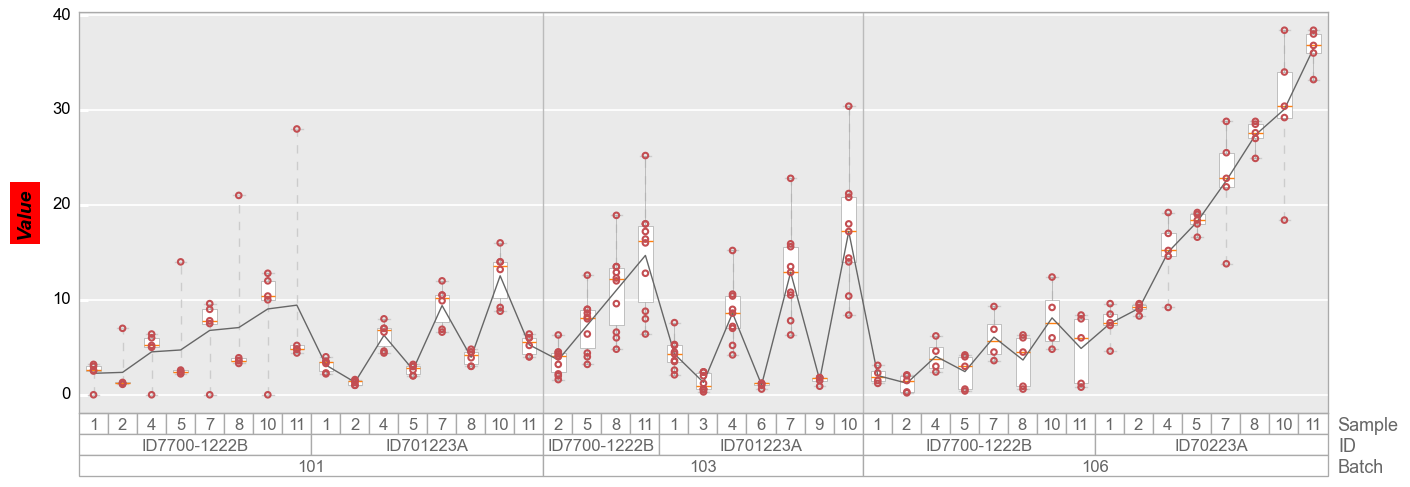 40
30
20
10
0
Value
1 2 4 5 7 8 10 11 1 2 4 5 7 8 10 11 2 5 8 11 1 3 4 6 7 9 10 1 2 4 5 7 8 10 11 1 2 4 5 7 8 10 11 Sample
ID7700-1222B ID701223A ID7700-1222B ID701223A ID7700-1222B ID70223A ID
101 103 106 Batch